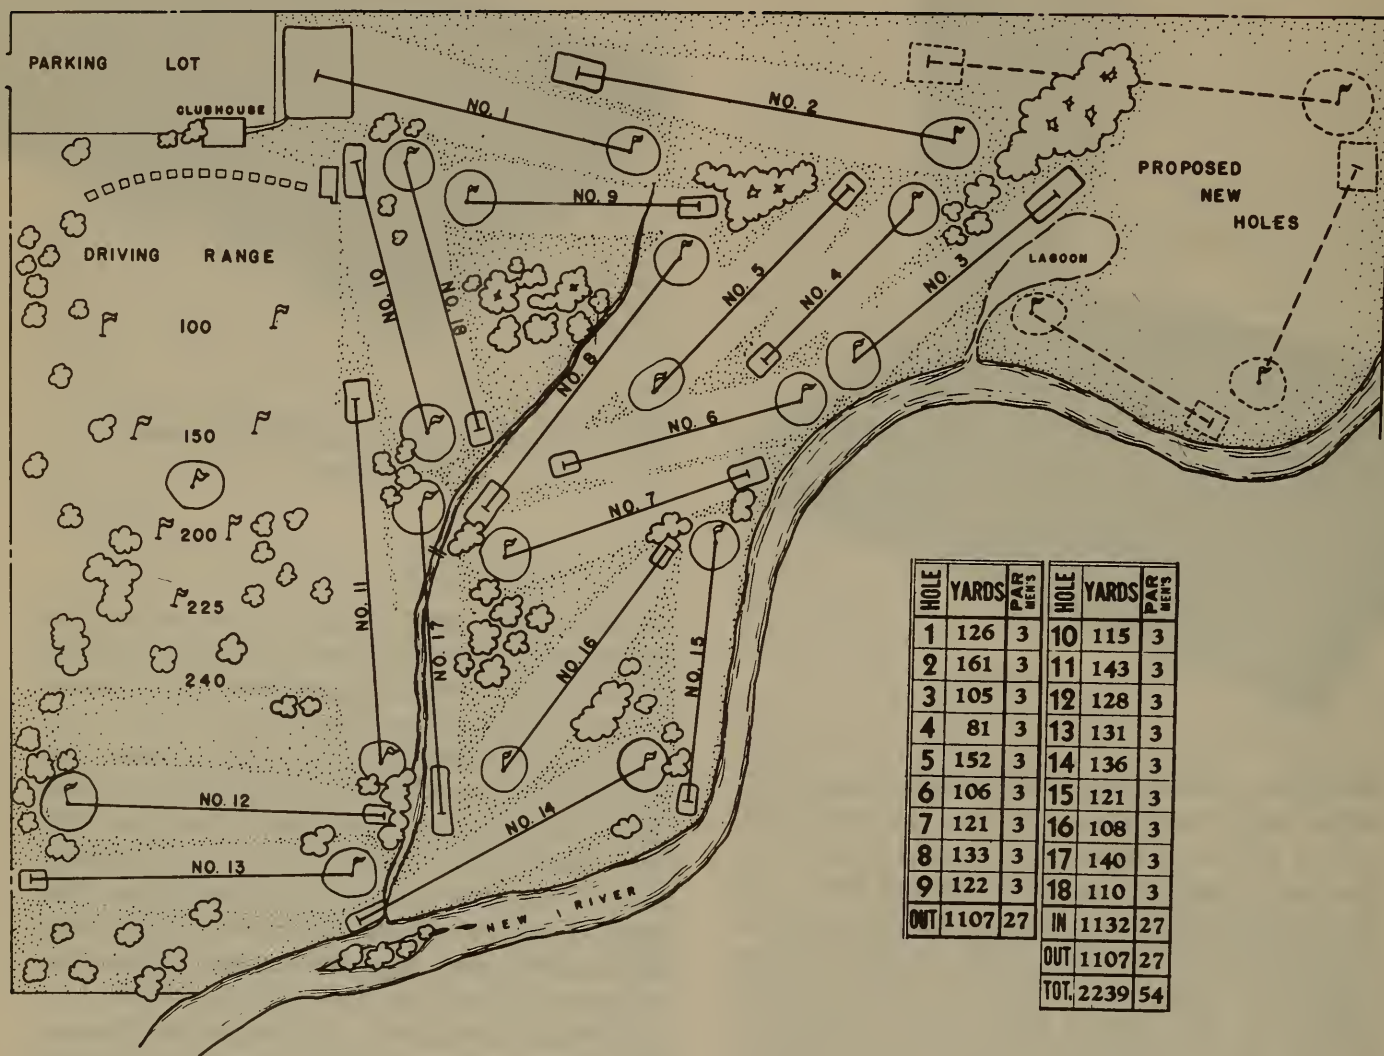 PARKING LOT
CLUBHOUSE
NO. 1
NO. 2
PROPOSED
NEW
HOLES
NO. 9
DRIVING RANGE
LAGOON
NO. 3
NO. 4
NO. 5
NO. 10
NO. 18
100
NO. 8
150
NO. 6
NO. 7
200
225
240
NO. 11
NO. 17
NO. 16
NO. 15
NO. 12
NO. 14
NO. 13
NEW RIVER
HOLE YARDS PAR MEN'S HOLE YARDS PAR MEN'S
1 126 3 10 115 3
2 161 3 11 143 3
3 105 3 12 128 3
4 81 3 13 131 3
5 152 3 14 136 3
6 106 3 15 121 3
7 121 3 16 108 3
8 133 3 17 140 3
9 122 3 18 110 3
OUT 1107 27 IN 1132 27
OUT 1107 27
TOT. 2239 54